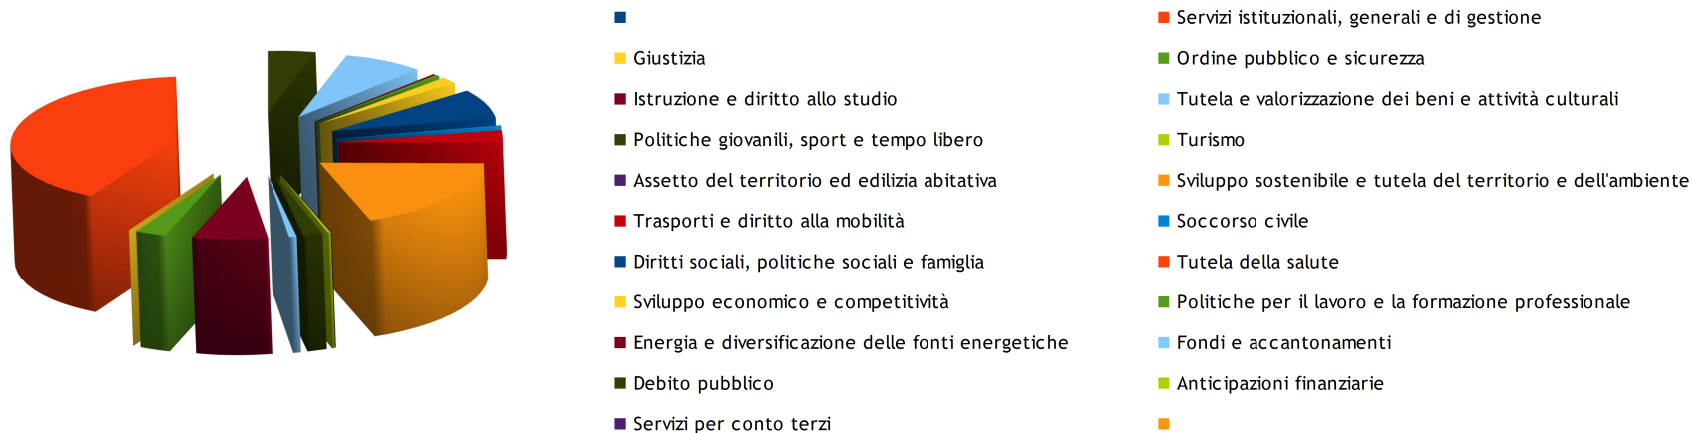 Servizi istituzionali, generali e di gestione
Giustizia
Ordine pubblico e sicurezza
Istruzione e diritto allo studio
Tutela e valorizzazione dei beni e attività culturali
Politiche giovanili, sport e tempo libero
Turismo
Assetto del territorio ed edilizia abitativa
Sviluppo sostenibile e tutela del territorio e dell'ambiente
Trasporti e diritto alla mobilità
Soccorso civile
Diritti sociali, politiche sociali e famiglia
Tutela della salute
Sviluppo economico e competitività
Politiche per il lavoro e la formazione professionale
Energia e diversificazione delle fonti energetiche
Fondi e accantonamenti
Debito pubblico
Anticipazioni finanziarie
Servizi per conto terzi